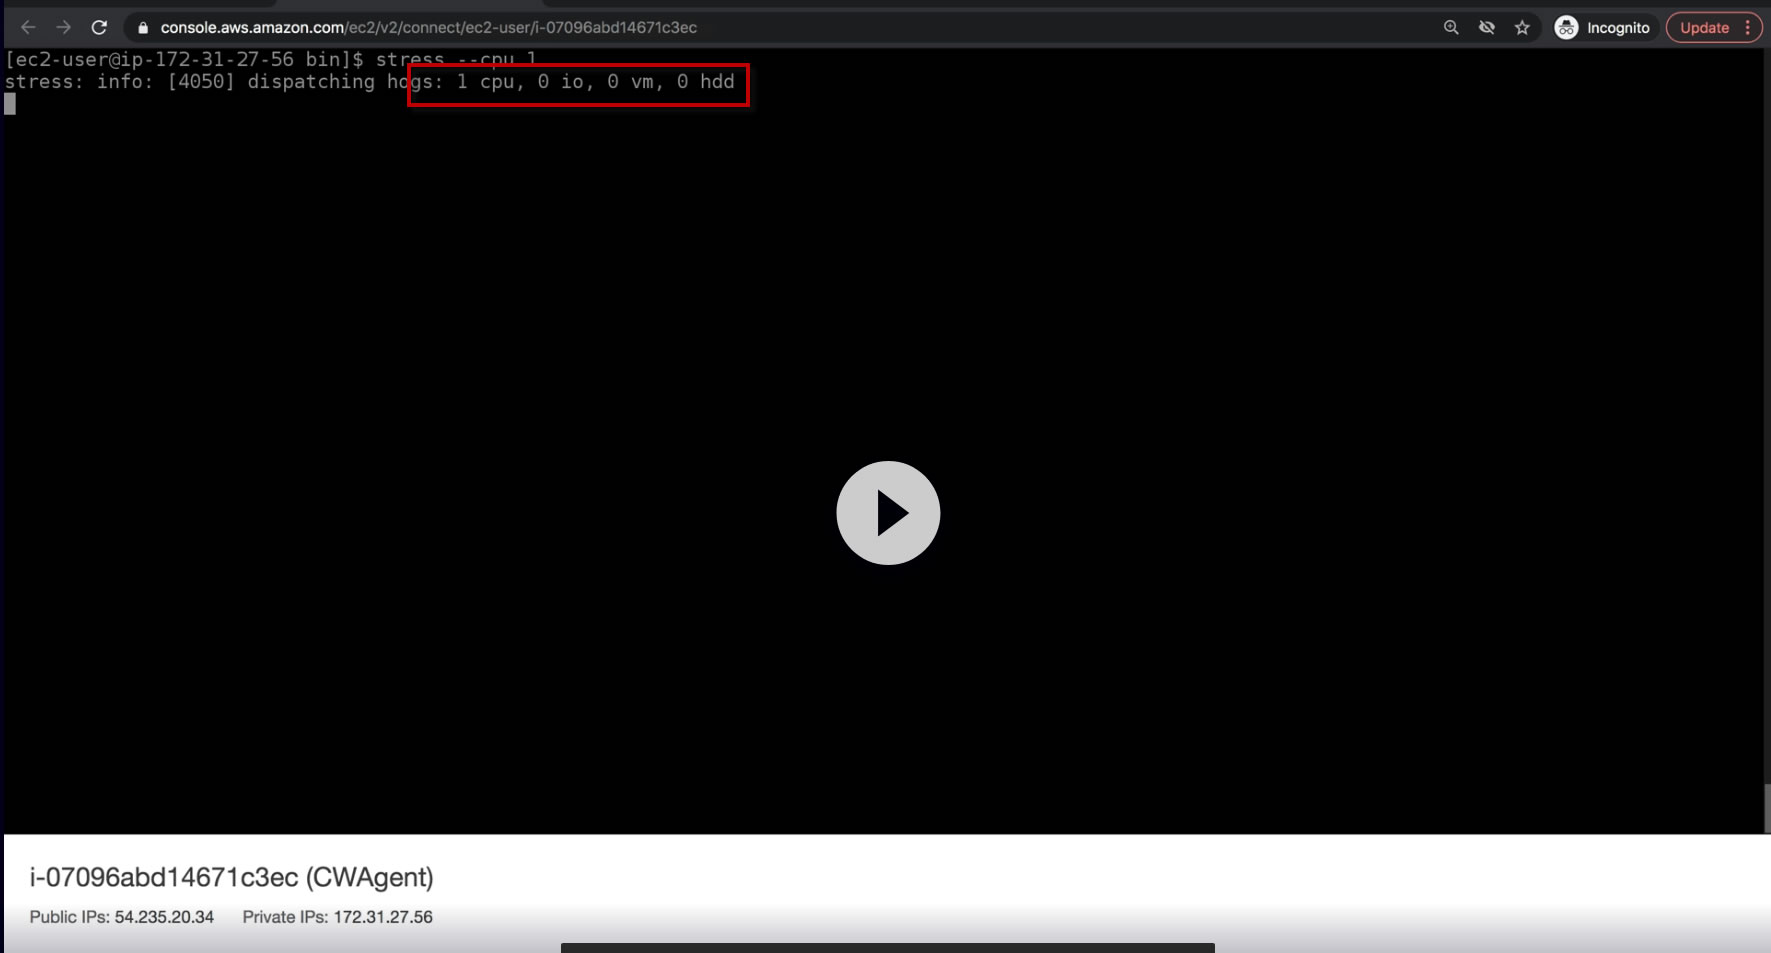 console.aws.amazon.com/ec2/v2/connect/ec2-user/i-07096abd14671c3ec
Incognito
Update
[ec2-user@ip-172-31-27-56 bin]$ stress --cpu 1
stress: info: [4050] dispatching hogs: 1 cpu, 0 io, 0 vm, 0 hdd
i-07096abd14671c3ec (CWAgent)
Public IPs: 54.235.20.34 Private IPs: 172.31.27.56